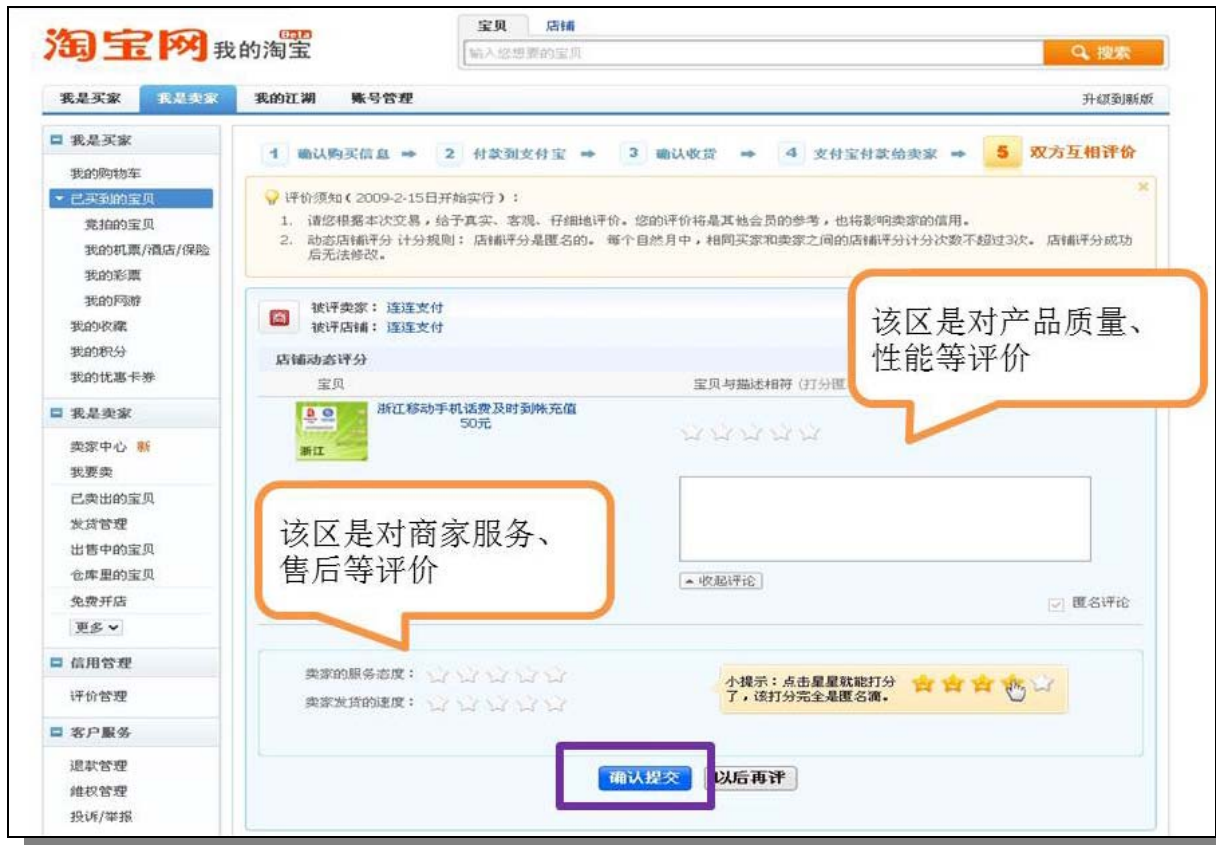 宝贝 店铺
淘宝网 Beta 我的淘宝
输入您想要的宝贝 搜索
我是买家 我是卖家 我的江湖 账号管理 升级到新版
我是买家
我的购物车
已买到的宝贝
竞拍的宝贝
我的机票/酒店/保险
我的彩票
我的网游
我的收藏
我的积分
我的优惠卡券
我是卖家
卖家中心 新
我要卖
已卖出的宝贝
发货管理
出售中的宝贝
仓库里的宝贝
免费开店
更多
信用管理
评价管理
客户服务
退款管理
维权管理
投诉/举报
1 确认购买信息 2 付款到支付宝 3 确认收货 4 支付宝付款给卖家 5 双方互相评价
评价须知(2009-2-15日开始实行):
1. 请您根据本次交易,给予真实、客观、仔细地评价。您的评价将是其他会员的参考,也将影响卖家的信用。
2. 动态店铺评分计分规则:店铺评分是匿名的。每个自然月中,相同买家和卖家之间的店铺评分计分次数不超过3次。店铺评分成功
后无法修改。
商 被评卖家:连连支付
被评店铺:连连支付
该区是对产品质量、
性能等评价
店铺动态评分
宝贝 宝贝与描述相符(打分匿
浙江移动手机话费及时到帐充值
50元
浙江
该区是对商家服务、
售后等评价
收起评论
匿名评论
卖家的服务态度:
卖家发货的速度:
小提示:点击星星就能打分
了,该打分完全是匿名滴。
确认提交 以后再评